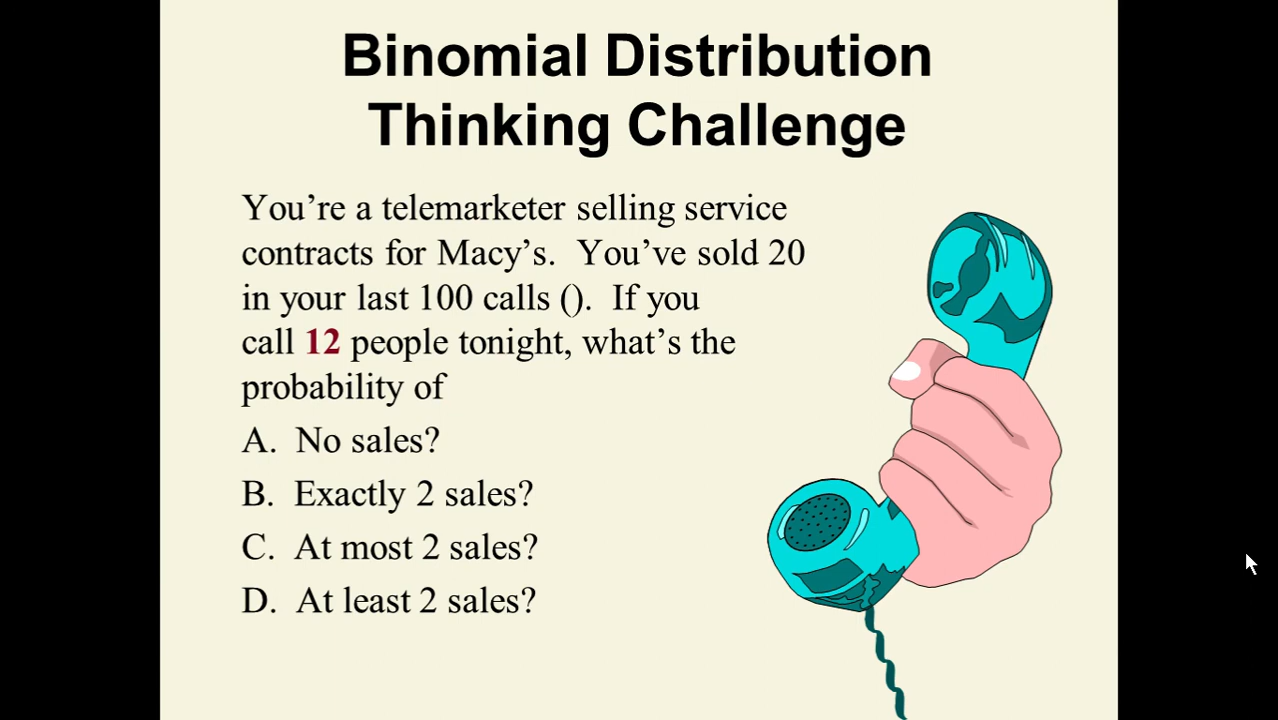 Binomial Distribution
Thinking Challenge
You’re a telemarketer selling service
contracts for Macy’s.  You’ve sold 20
in your last 100 calls ().  If you
call 12 people tonight, what’s the
probability of
A.  No sales?
B.  Exactly 2 sales?
C.  At most 2 sales?
D.  At least 2 sales?